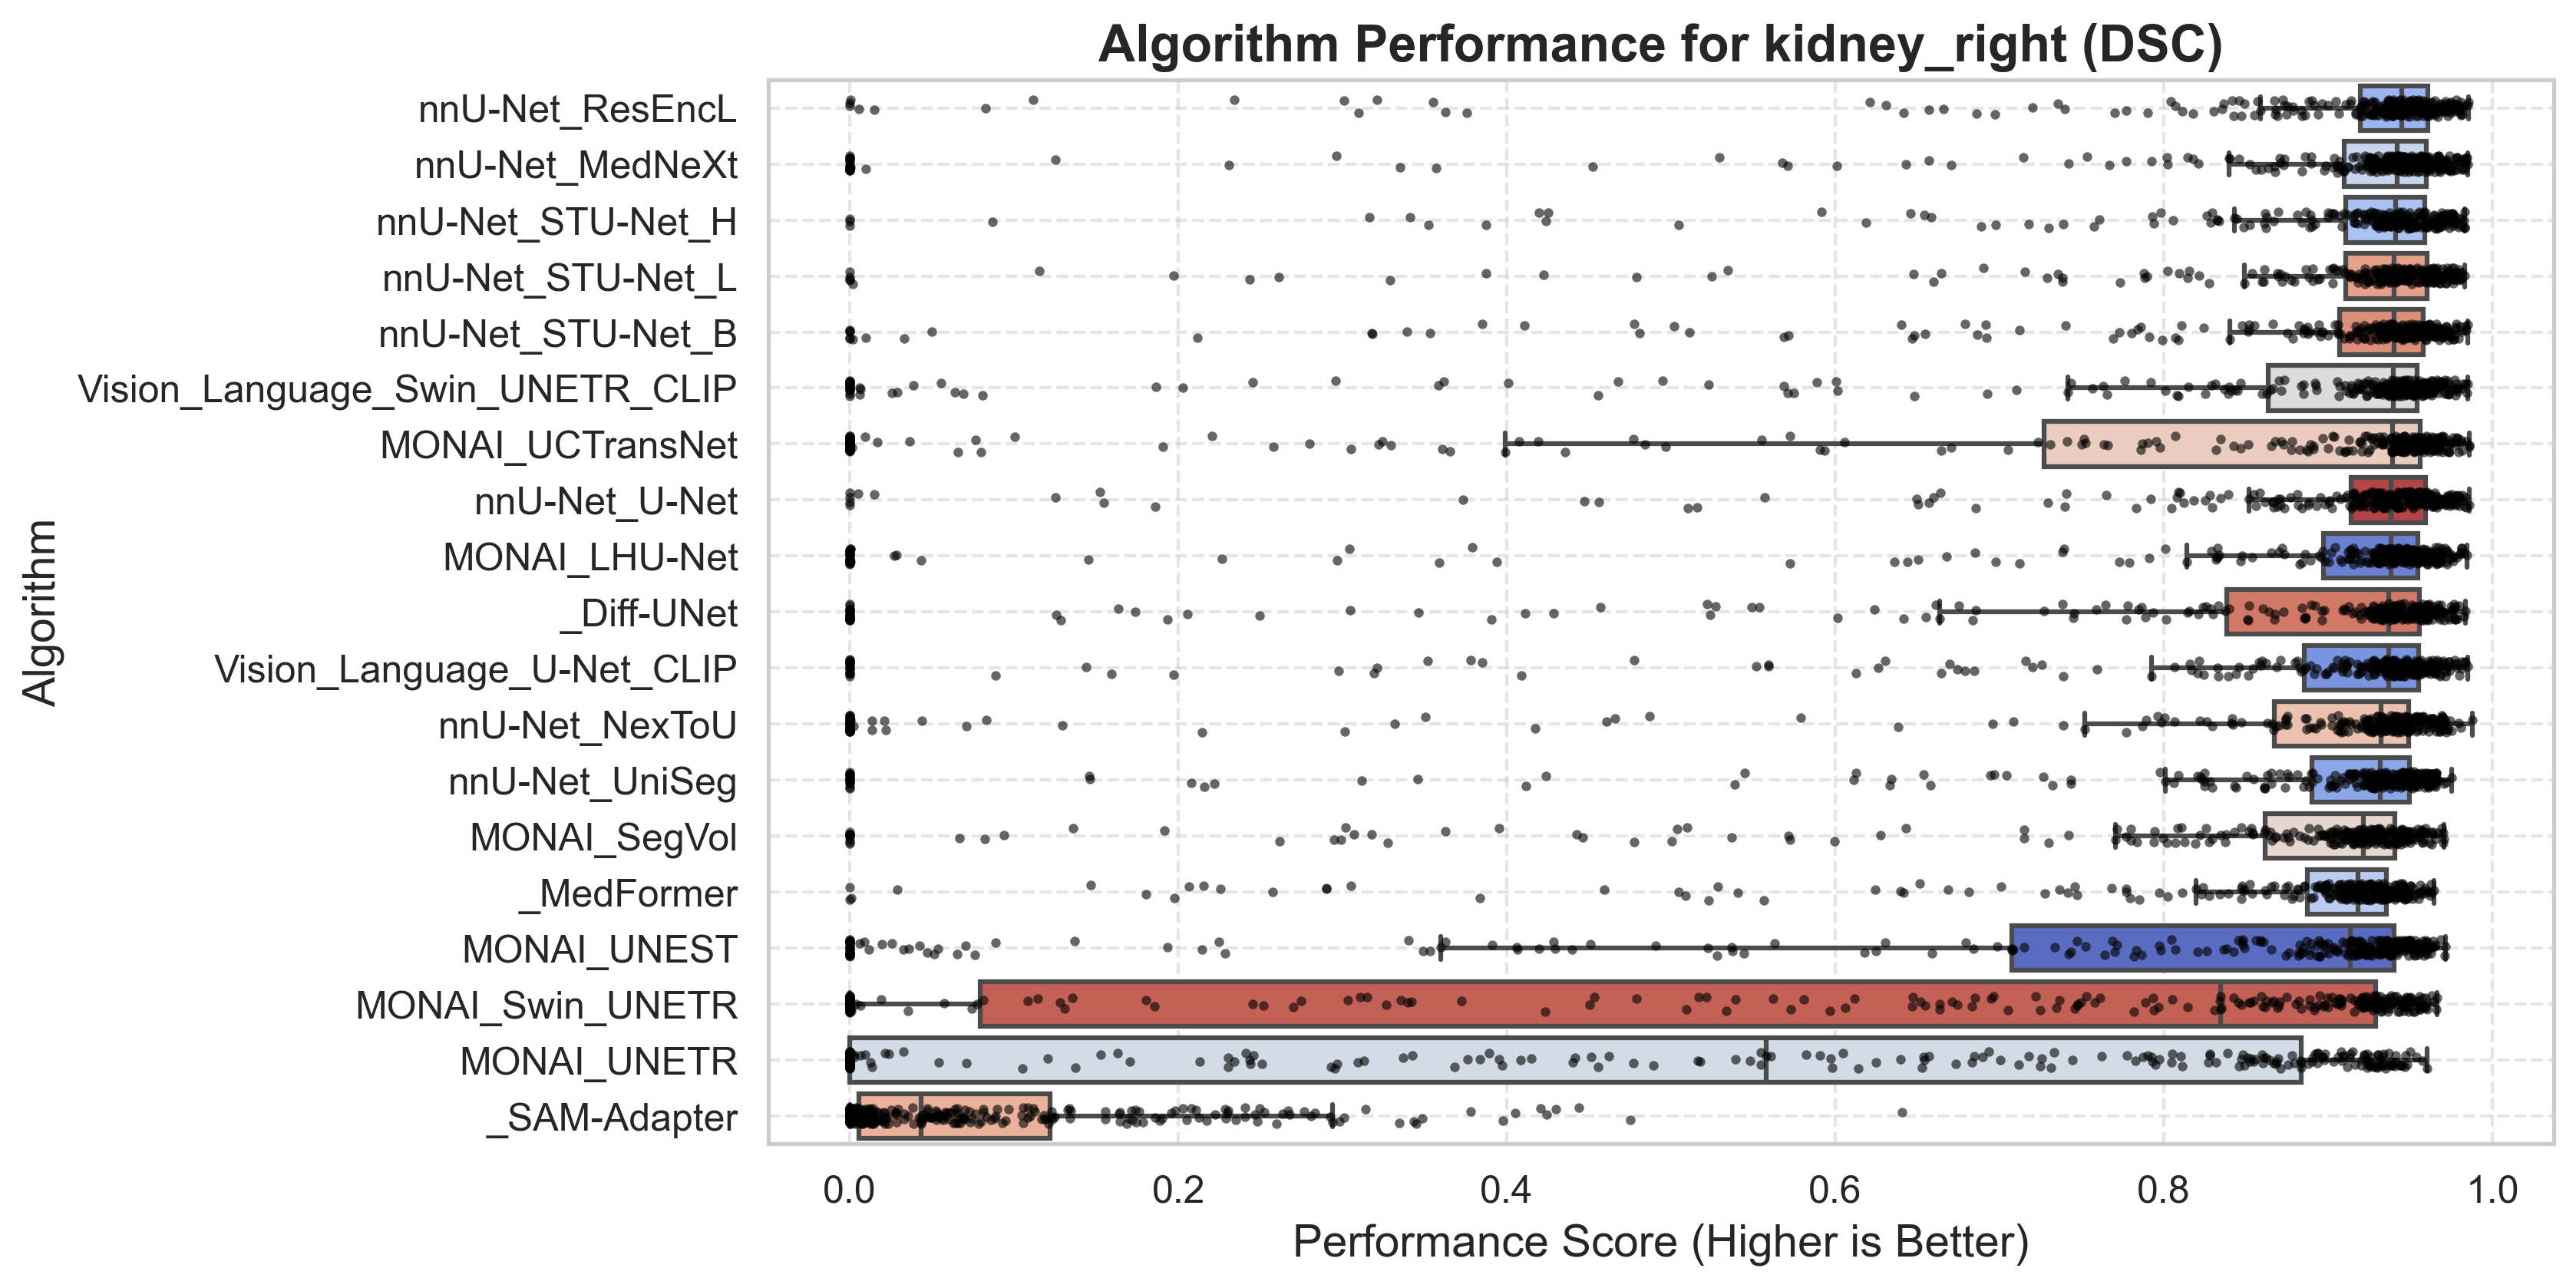 Algorithm Performance for kidney_right (DSC)
Algorithm
nnU-Net_ResEncL
nnU-Net_MedNeXt
nnU-Net_STU-Net_H
nnU-Net_STU-Net_L
nnU-Net_STU-Net_B
Vision_Language_Swin_UNETR_CLIP
MONAI_UCTransNet
nnU-Net_U-Net
MONAI_LHU-Net
_Diff-UNet
Vision_Language_U-Net_CLIP
nnU-Net_NexToU
nnU-Net_UniSeg
MONAI_SegVol
_MedFormer
MONAI_UNEST
MONAI_Swin_UNETR
MONAI_UNETR
_SAM-Adapter
0.0 0.2 0.4 0.6 0.8 1.0
Performance Score (Higher is Better)